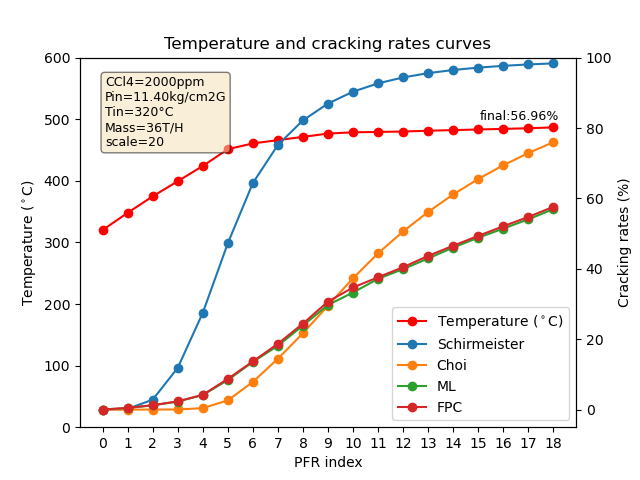 Temperature and cracking rates curves
600
500
400
300
200
100
0
Temperature (°C)
CCl4=2000ppm
Pin=11.40kg/cm2G
Tin=320°C
Mass=36T/H
scale=20
final:56.96%
100
80
60
40
20
0
Cracking rates (%)
Temperature (°C)
Schirmeister
Choi
ML
FPC
0 1 2 3 4 5 6 7 8 9 10 11 12 13 14 15 16 17 18
PFR index